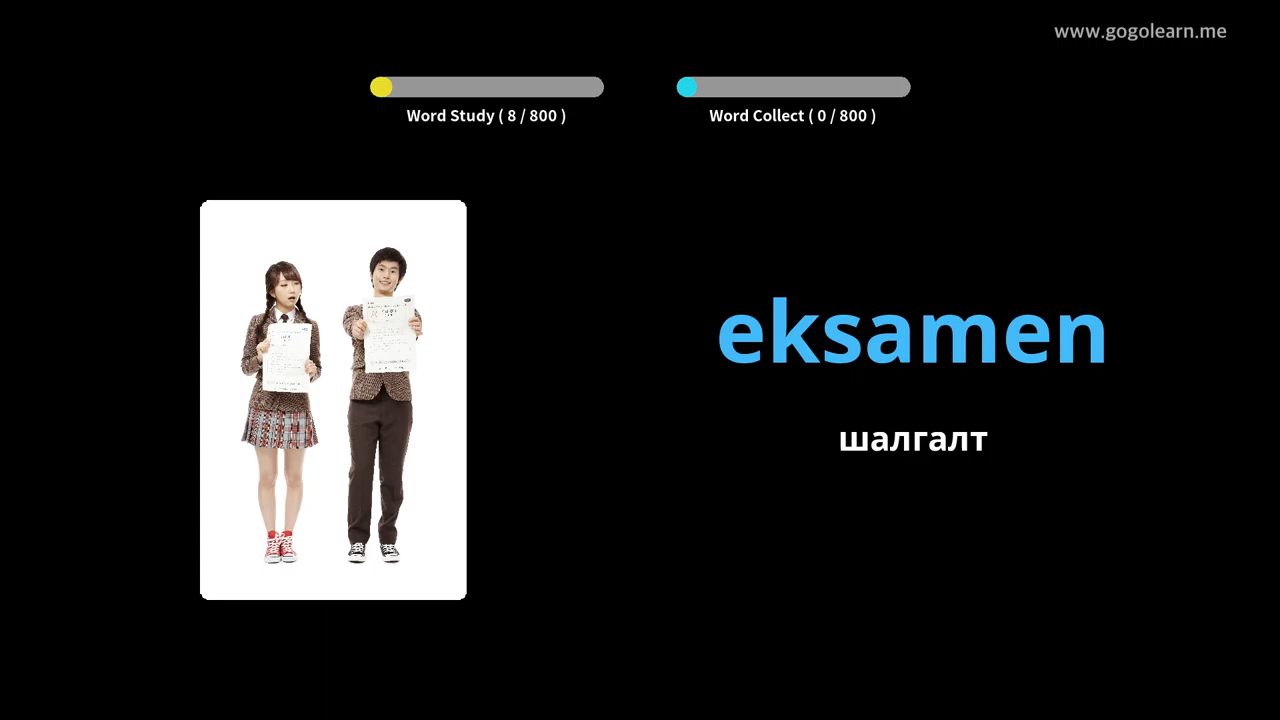 www.gogolearn.me
Word Study ( 8 / 800 )
Word Collect ( 0 / 800 )
eksamen
шалгалт